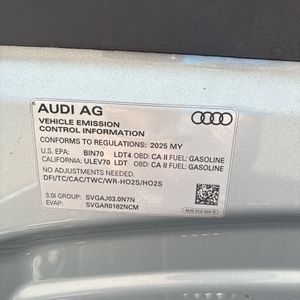 AUDI AG
VEHICLE EMISSION
CONTROL INFORMATION
CONFORMS TO REGULATIONS: 2025 MY
U.S. EPA: BIN70 LDT4 OBD: CA II FUEL: GASOLINE
CALIFORNIA: ULEV70 LDT OBD: CA II FUEL: GASOLINE
NO ADJUSTMENTS NEEDED.
DFI/TC/CAC/TWC/WR-HO2S/HO2S
3.0l GROUP: SVGAJ03.0N7N
EVAP: SVGAR0182NCM